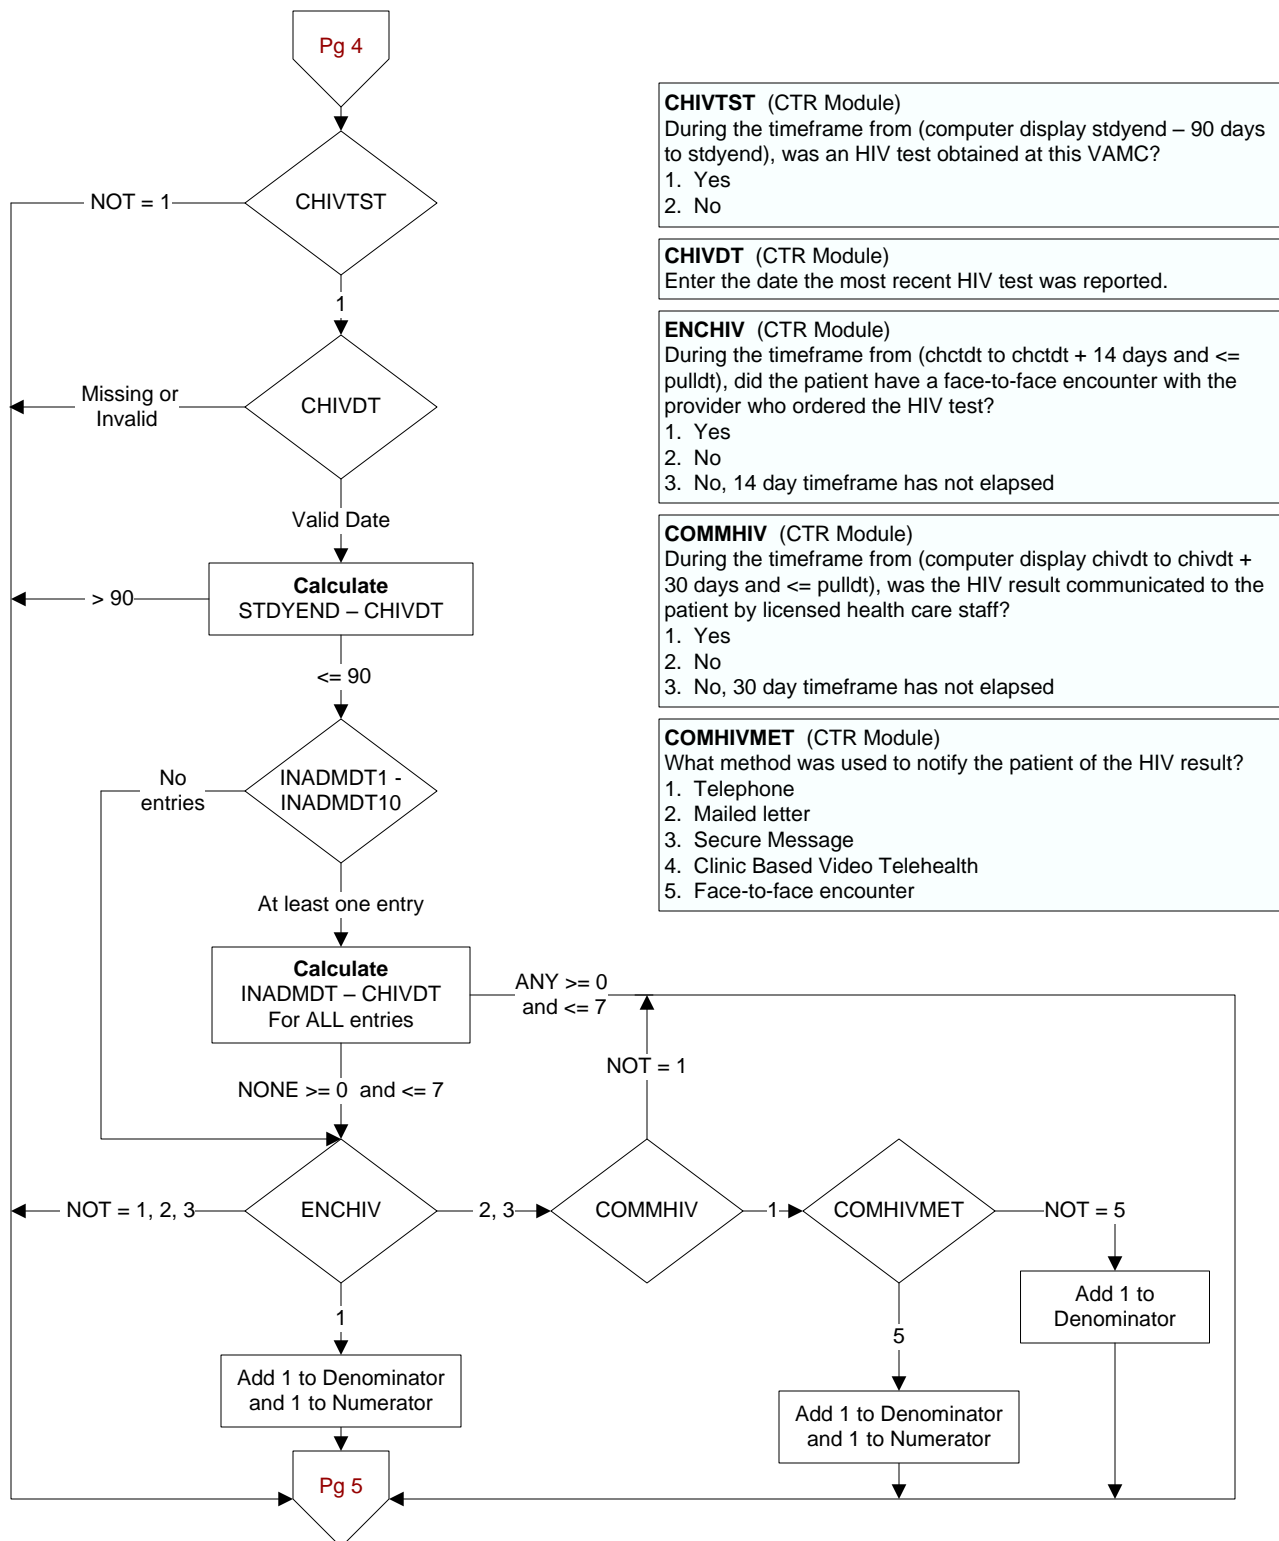 Pg 4
CHIVTST
NOT = 1
1
CHIVDT
Missing or
Invalid
Valid Date
Calculate
STDYEND – CHIVDT
> 90
<= 90
INADMDT1 -
INADMDT10
No
entries
At least one entry
Calculate
INADMDT – CHIVDT
For ALL entries
ANY >= 0
and <= 7
NONE >= 0 and <= 7
NOT = 1
ENCHIV
NOT = 1, 2, 3
2, 3
COMMHIV
1
COMHIVMET
NOT = 5
1
5
Add 1 to
Denominator
Add 1 to Denominator
and 1 to Numerator
Add 1 to Denominator
and 1 to Numerator
Pg 5
CHIVTST (CTR Module)
During the timeframe from (computer display stdyend – 90 days
to stdyend), was an HIV test obtained at this VAMC?
1. Yes
2. No
CHIVDT (CTR Module)
Enter the date the most recent HIV test was reported.
ENCHIV (CTR Module)
During the timeframe from (chctdt to chctdt + 14 days and <=
pulldt), did the patient have a face-to-face encounter with the
provider who ordered the HIV test?
1. Yes
2. No
3. No, 14 day timeframe has not elapsed
COMMHIV (CTR Module)
During the timeframe from (computer display chivdt to chivdt +
30 days and <= pulldt), was the HIV result communicated to the
patient by licensed health care staff?
1. Yes
2. No
3. No, 30 day timeframe has not elapsed
COMHIVMET (CTR Module)
What method was used to notify the patient of the HIV result?
1. Telephone
2. Mailed letter
3. Secure Message
4. Clinic Based Video Telehealth
5. Face-to-face encounter